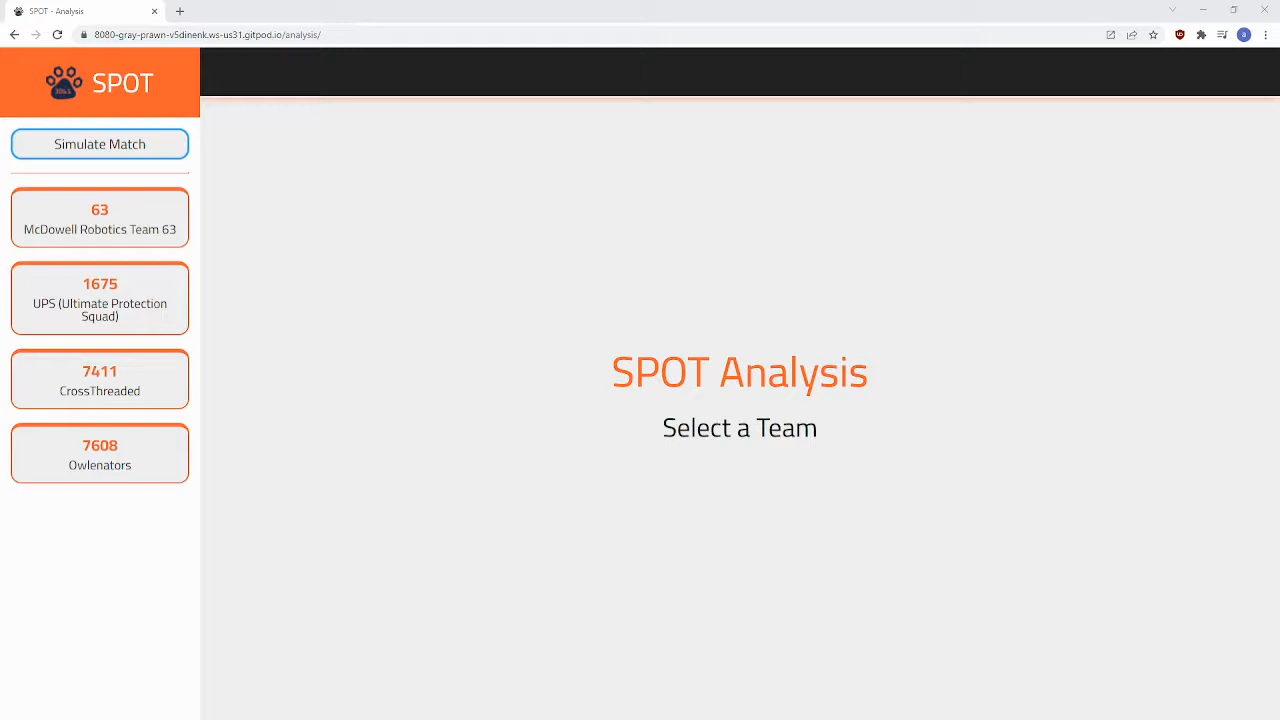 SPOT - Analysis
8080-gray-prawn-v5dinenk.ws-us31.gitpod.io/analysis/
a
SPOT
Simulate Match
63
McDowell Robotics Team 63
1675
UPS (Ultimate Protection
Squad)
7411
CrossThreaded
7608
Owlenators
SPOT Analysis
Select a Team